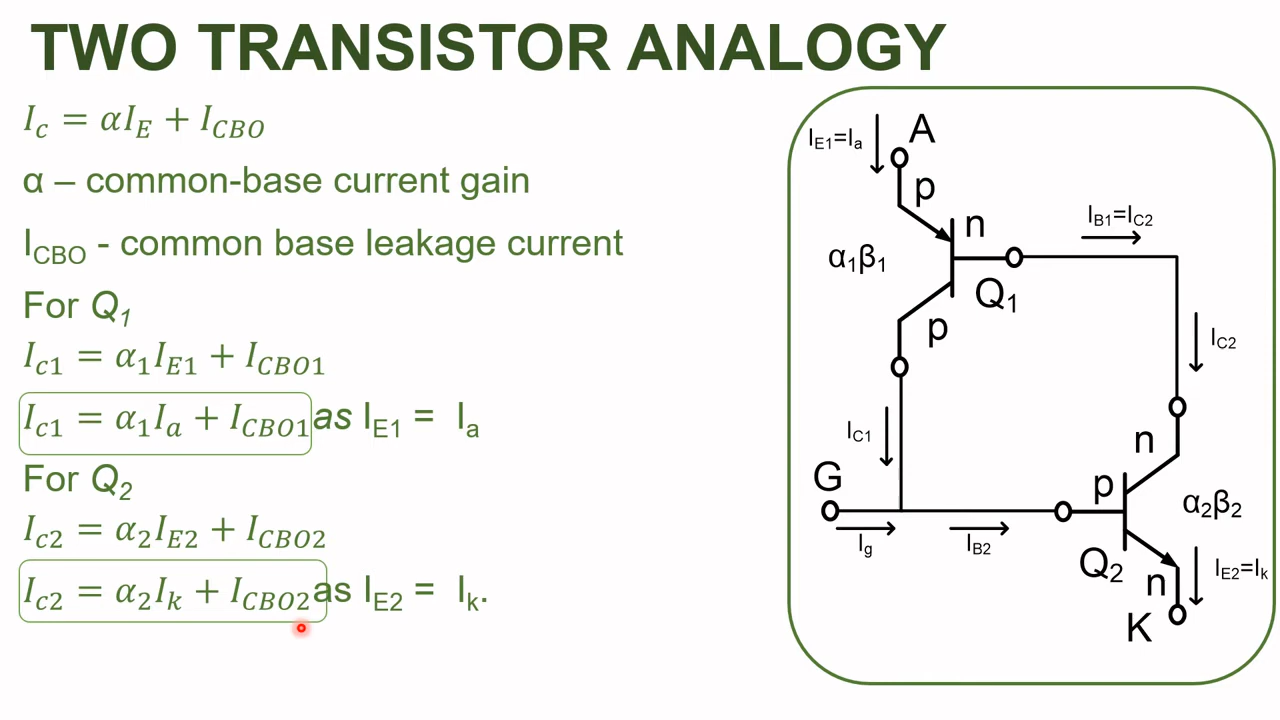 TWO TRANSISTOR ANALOGY
I_c = αI_E + I_CBO
α – common-base current gain
I_CBO - common base leakage current
For Q_1
I_c1 = α_1I_E1 + I_CBO1
I_c1 = α_1I_a + I_CBO1 as I_E1 = I_a
For Q_2
I_c2 = α_2I_E2 + I_CBO2
I_c2 = α_2I_k + I_CBO2 as I_E2 = I_k.
I_E1=I_a
A
p
n
I_B1=I_C2
α_1β_1
Q_1
p
I_C2
I_C1
n
G
p
α_2β_2
I_g
I_B2
Q_2
n
I_E2=I_k
K